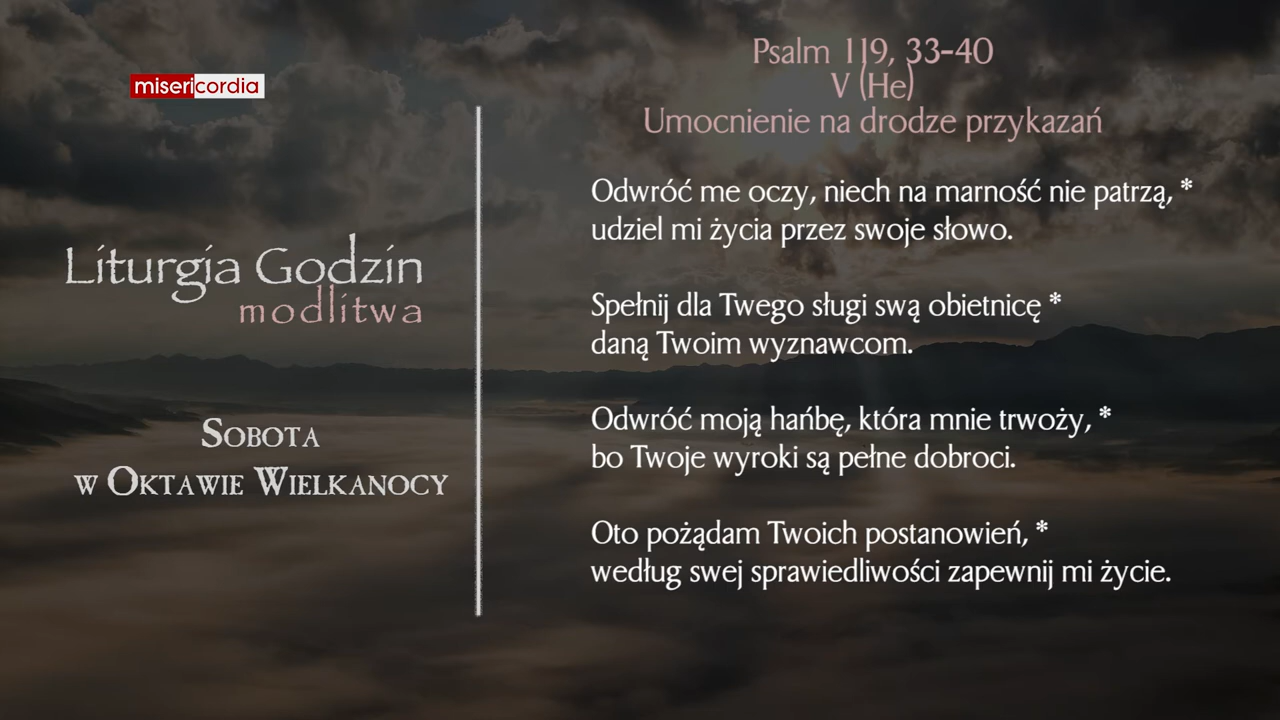 misericordia
Liturgia Godzin
modlitwa
Sobota
w Oktawie Wielkanocy
Psalm 119, 33-40
V (He)
Umocnienie na drodze przykazań
Odwróć me oczy, niech na marność nie patrzą, *
udziel mi życia przez swoje słowo.
Spełnij dla Twego sługi swą obietnicę *
daną Twoim wyznawcom.
Odwróć moją hańbę, która mnie trwoży, *
bo Twoje wyroki są pełne dobroci.
Oto pożądam Twoich postanowień, *
według swej sprawiedliwości zapewnij mi życie.